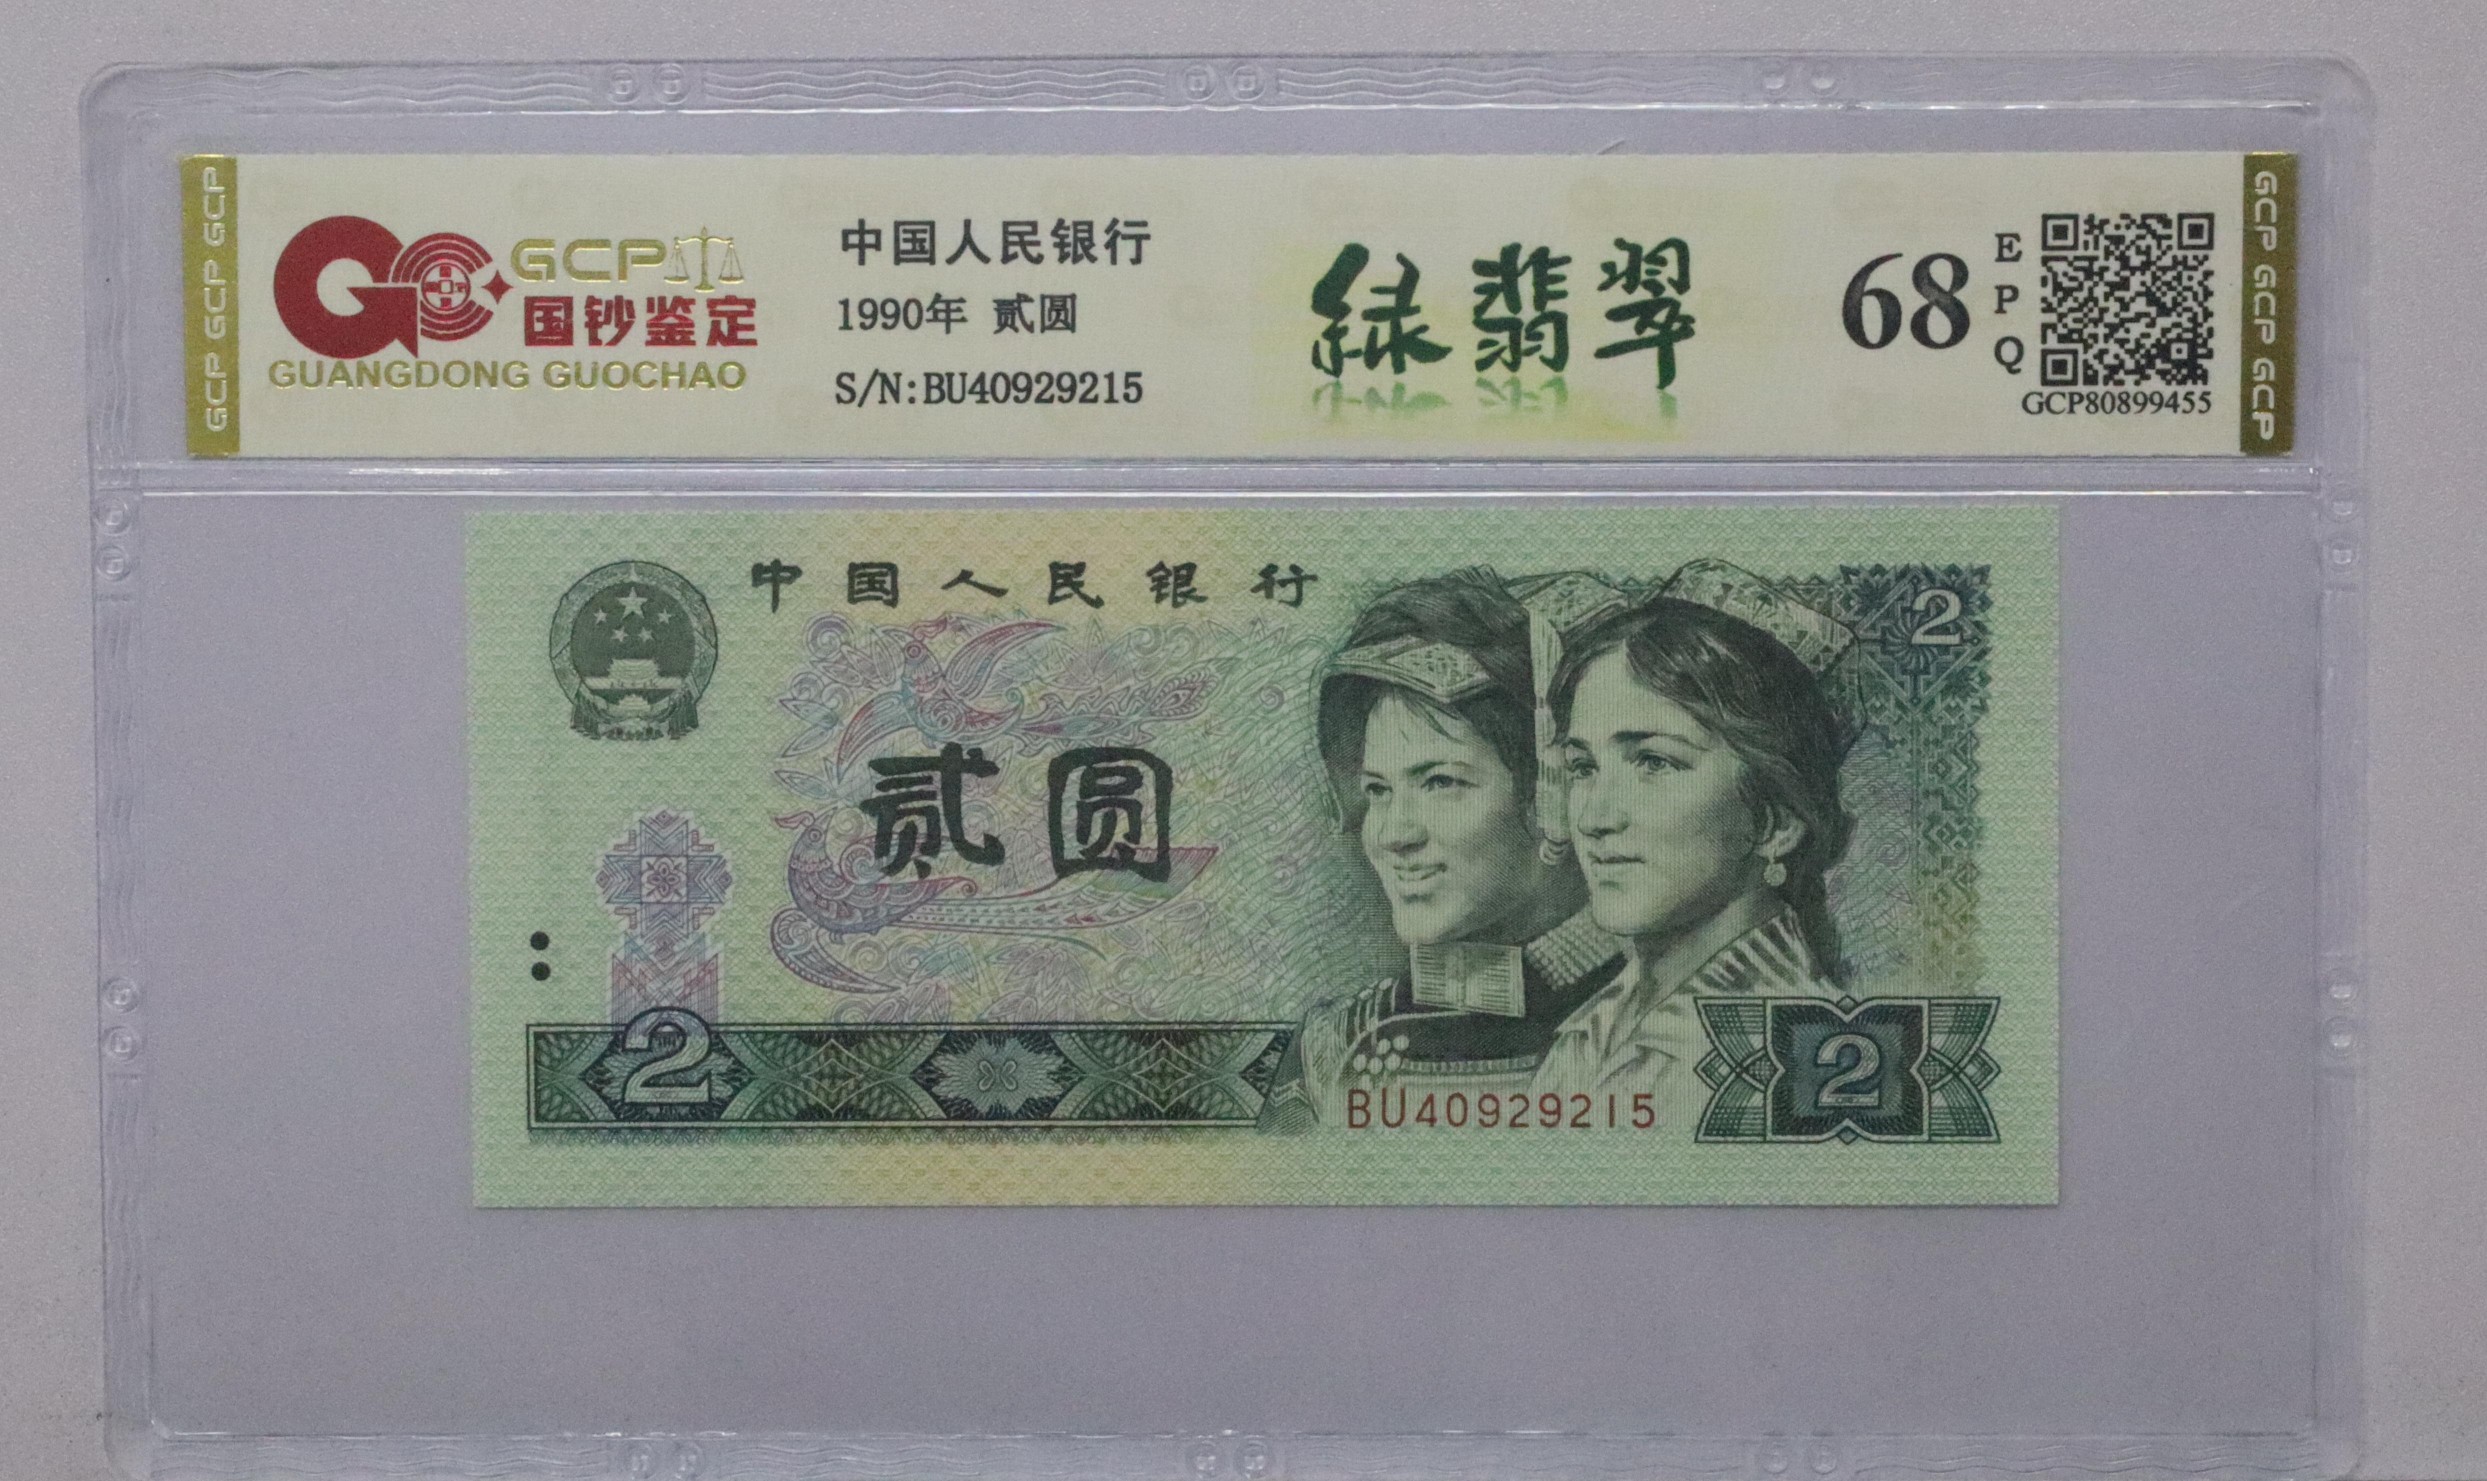 GCP GCP GCP
GCP
国钞鉴定
GUANGDONG GUOCHAO
中国人民银行
1990年 贰圆
S/N:BU40929215
绿翡翠
68
E
P
Q
GCP80899455
GCP GCP GCP GCP
中国人民银行
2
贰圆
2
BU40929215
2